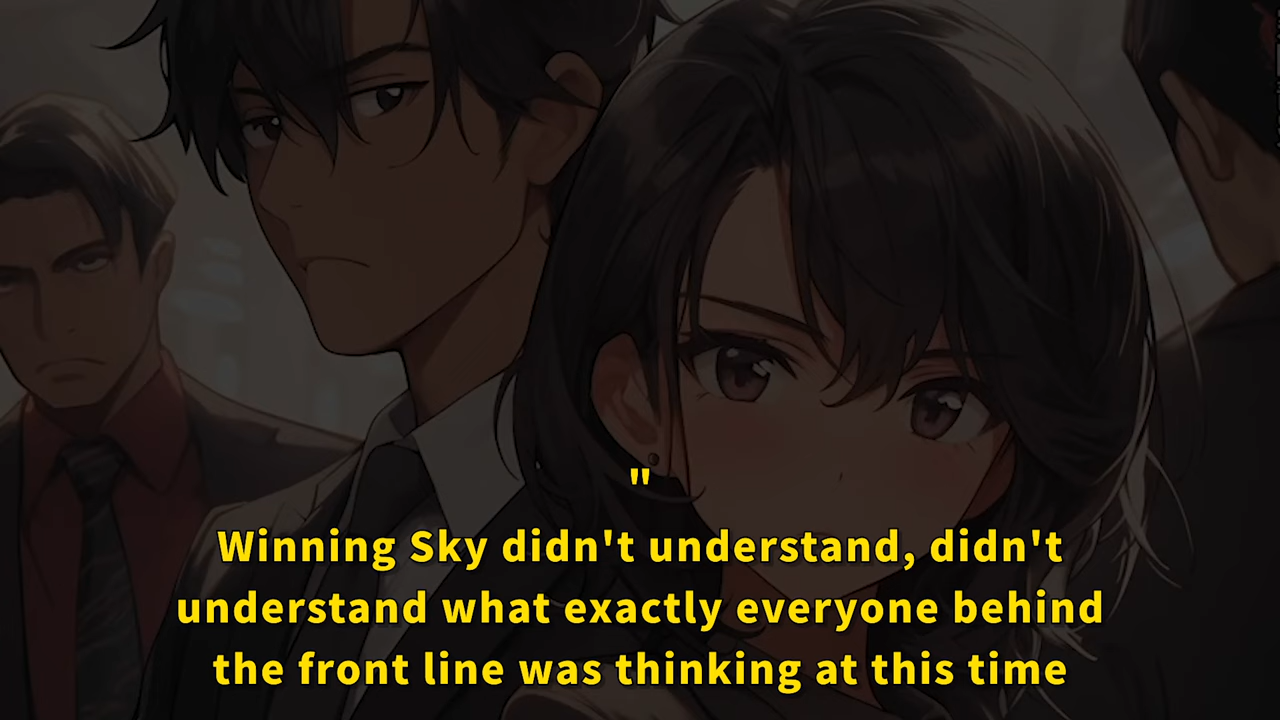 "
Winning Sky didn't understand, didn't
understand what exactly everyone behind
the front line was thinking at this time